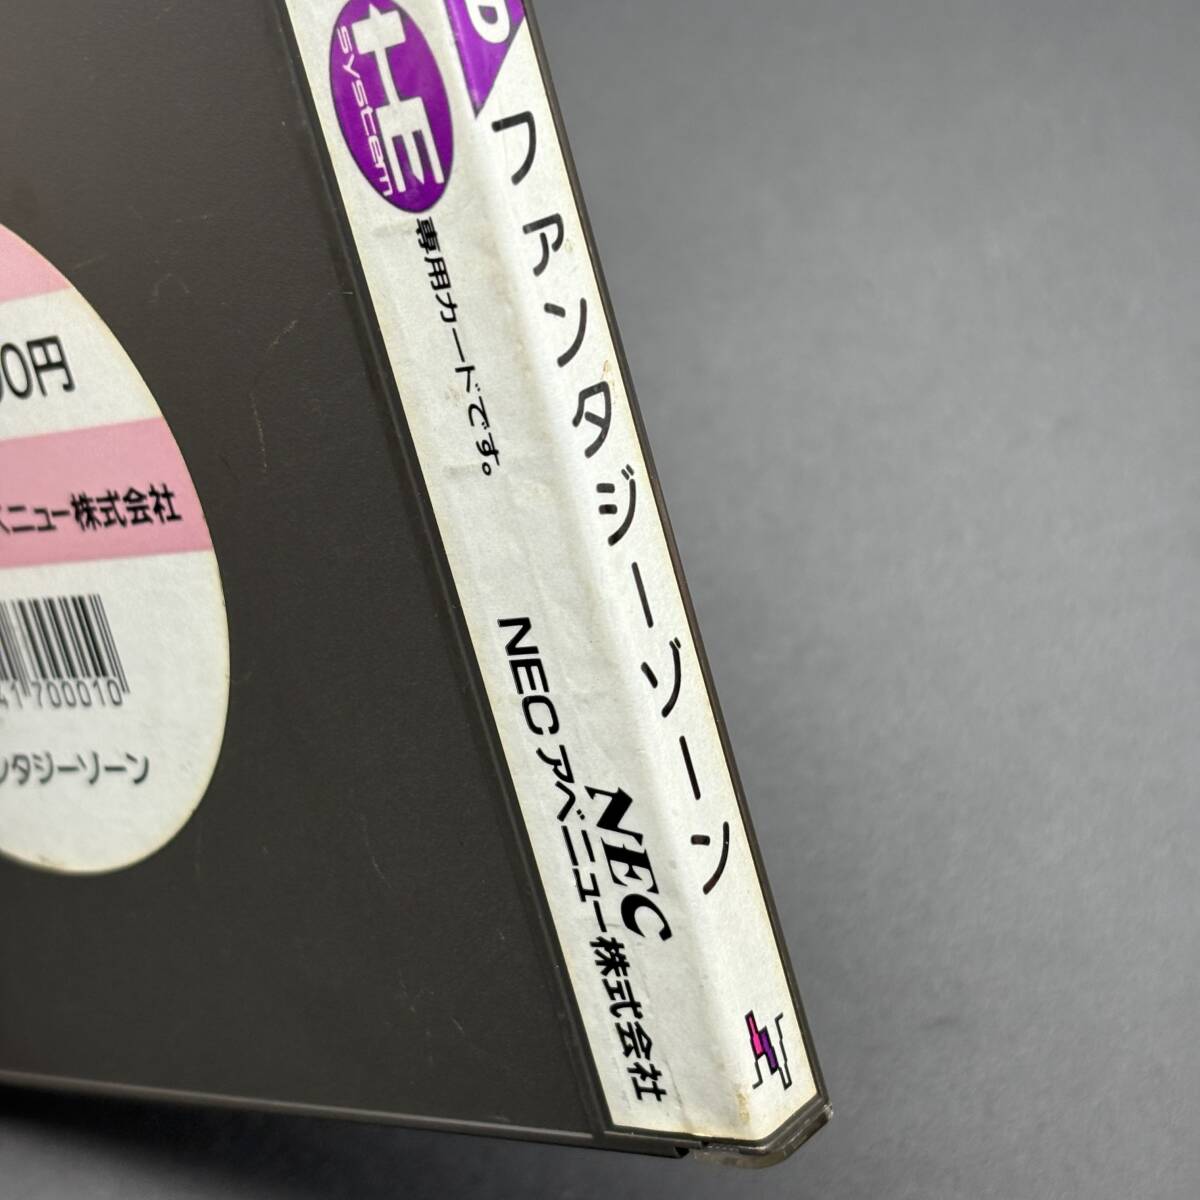 HE
system
専用カードです。
NECアベニュー株式会社
ファンタジーゾーン
NEC
00円
ベニュー株式会社
41700010
ンタジーゾーン